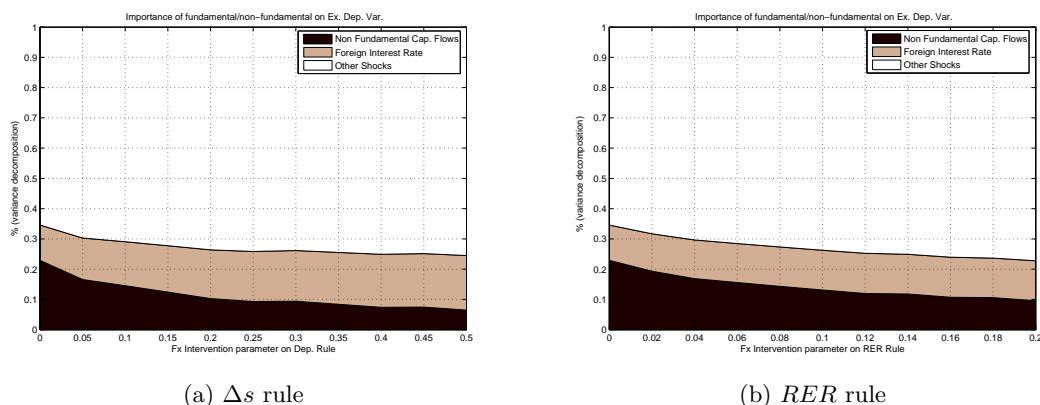 Importance of fundamental/non−fundamental on Ex. Dep. Var.
Non Fundamental Cap. Flows
Foreign Interest Rate
Other Shocks
% (variance decomposition)
1
0.9
0.8
0.7
0.6
0.5
0.4
0.3
0.2
0.1
0
0 0.05 0.1 0.15 0.2 0.25 0.3 0.35 0.4 0.45 0.5
Fx Intervention parameter on Dep. Rule
(a) Δs rule
Importance of fundamental/non−fundamental on Ex. Dep. Var.
Non Fundamental Cap. Flows
Foreign Interest Rate
Other Shocks
% (variance decomposition)
1
0.9
0.8
0.7
0.6
0.5
0.4
0.3
0.2
0.1
0
0 0.02 0.04 0.06 0.08 0.1 0.12 0.14 0.16 0.18 0.2
Fx Intervention parameter on RER Rule
(b) RER rule